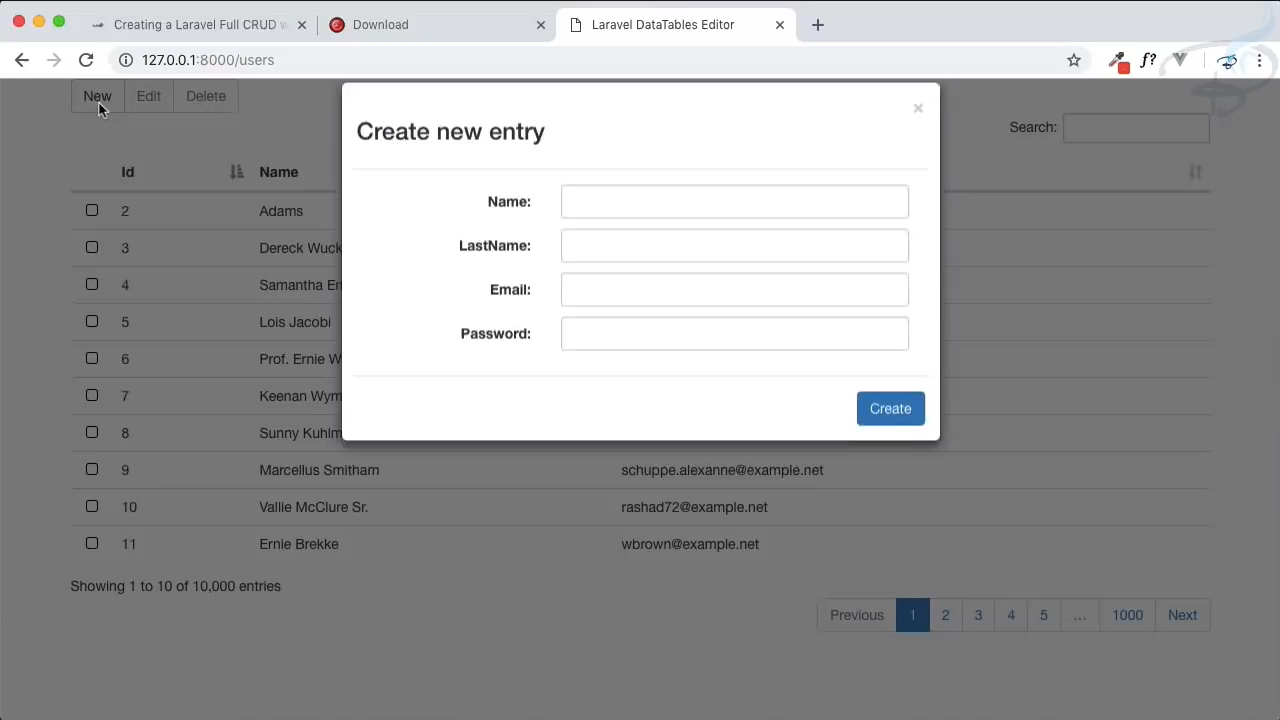 Creating a Laravel Full CRUD w
Download
Laravel DataTables Editor
127.0.0.1:8000/users
f?
New Edit Delete
Create new entry
×
Search:
Id Name
Name:
LastName:
Email:
Password:
Create
2 Adams
3 Dereck Wuck
4 Samantha En
5 Lois Jacobi
6 Prof. Ernie W
7 Keenan Wym
8 Sunny Kuhlm
9 Marcellus Smitham schuppe.alexanne@example.net
10 Vallie McClure Sr. rashad72@example.net
11 Ernie Brekke wbrown@example.net
Showing 1 to 10 of 10,000 entries
Previous 1 2 3 4 5 … 1000 Next